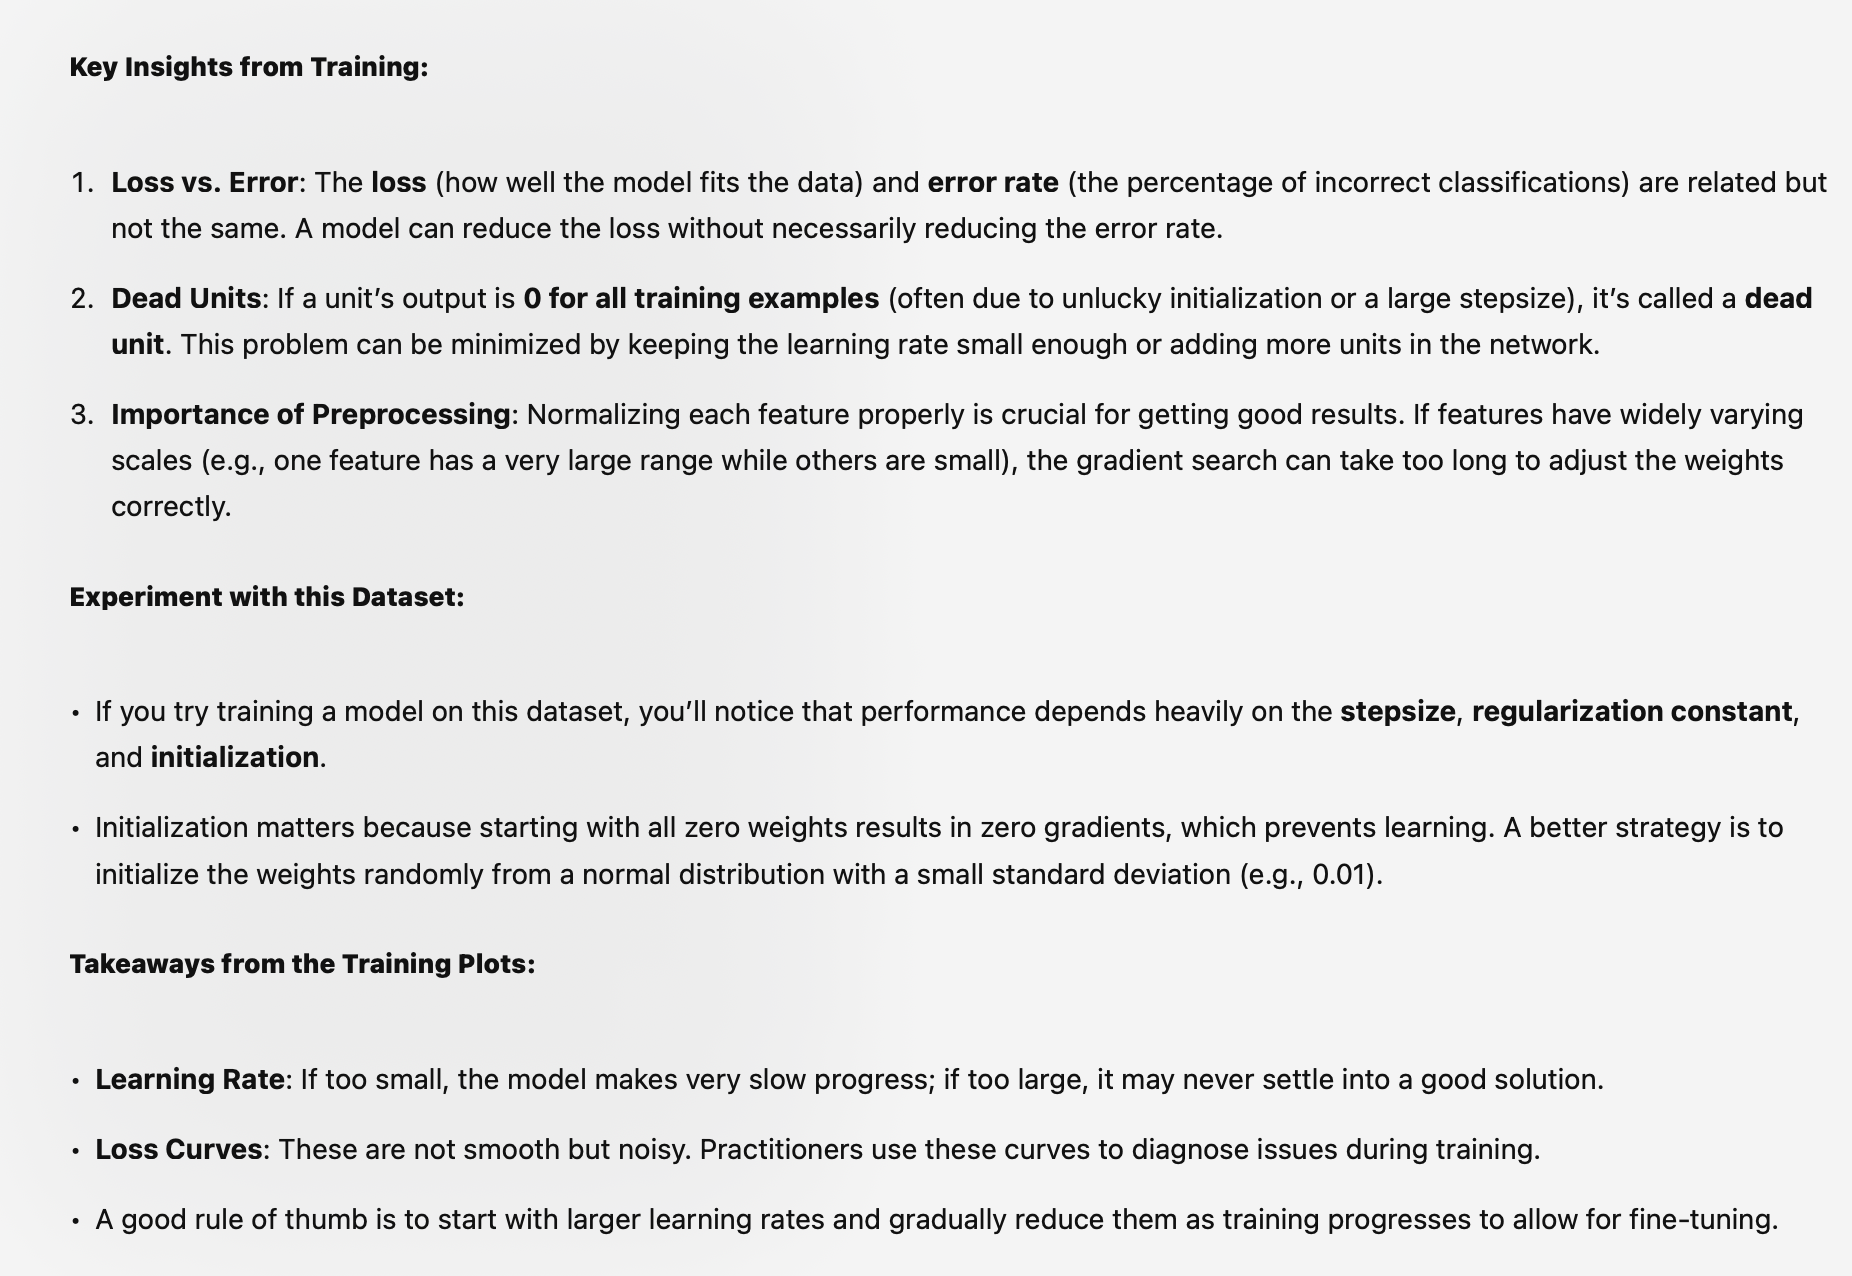 Key Insights from Training:
1. Loss vs. Error: The loss (how well the model fits the data) and error rate (the percentage of incorrect classifications) are related but
not the same. A model can reduce the loss without necessarily reducing the error rate.
2. Dead Units: If a unit’s output is 0 for all training examples (often due to unlucky initialization or a large stepsize), it’s called a dead
unit. This problem can be minimized by keeping the learning rate small enough or adding more units in the network.
3. Importance of Preprocessing: Normalizing each feature properly is crucial for getting good results. If features have widely varying
scales (e.g., one feature has a very large range while others are small), the gradient search can take too long to adjust the weights
correctly.
Experiment with this Dataset:
• If you try training a model on this dataset, you’ll notice that performance depends heavily on the stepsize, regularization constant,
and initialization.
• Initialization matters because starting with all zero weights results in zero gradients, which prevents learning. A better strategy is to
initialize the weights randomly from a normal distribution with a small standard deviation (e.g., 0.01).
Takeaways from the Training Plots:
• Learning Rate: If too small, the model makes very slow progress; if too large, it may never settle into a good solution.
• Loss Curves: These are not smooth but noisy. Practitioners use these curves to diagnose issues during training.
• A good rule of thumb is to start with larger learning rates and gradually reduce them as training progresses to allow for fine-tuning.